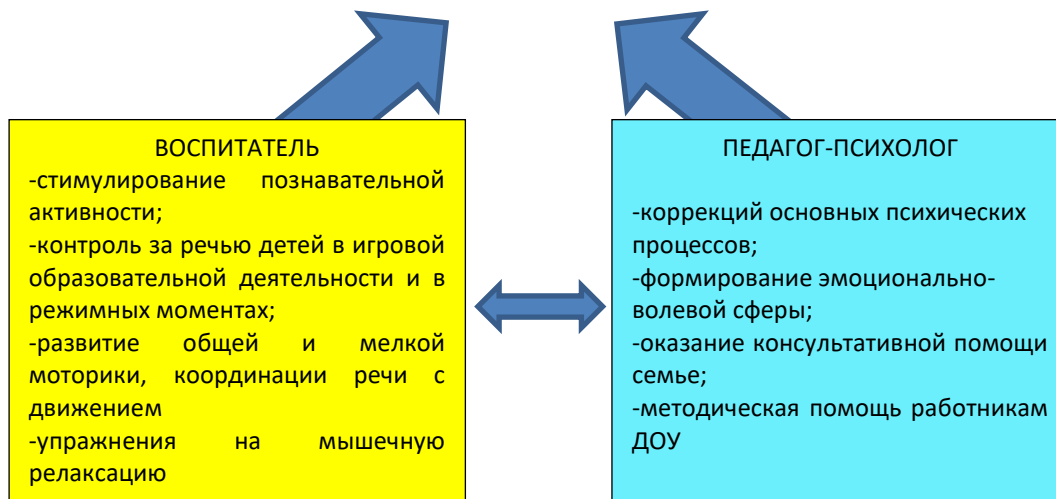 ВОСПИТАТЕЛЬ
-стимулирование познавательной
активности;
-контроль за речью детей в игровой
образовательной деятельности и в
режимных моментах;
-развитие общей и мелкой
моторики, координации речи с
движением
-упражнения на мышечную
релаксацию
ПЕДАГОГ-ПСИХОЛОГ
-коррекций основных психических
процессов;
-формирование эмоционально-
волевой сферы;
-оказание консультативной помощи
семье;
-методическая помощь работникам
ДОУ